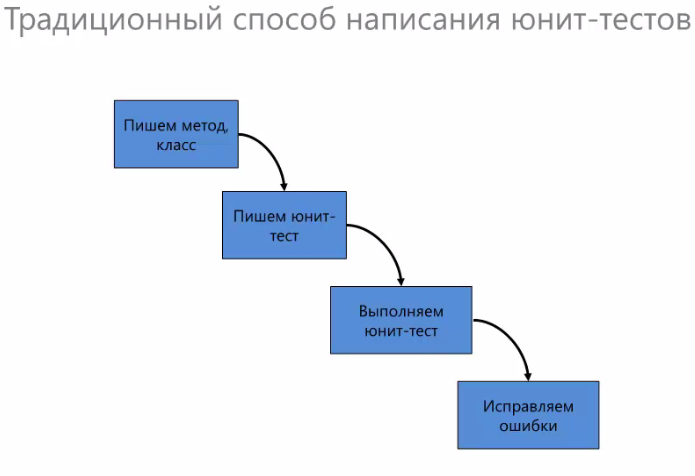 Традиционный способ написания юнит-тестов
Пишем метод,
класс
Пишем юнит-
тест
Выполняем
юнит-тест
Исправляем
ошибки